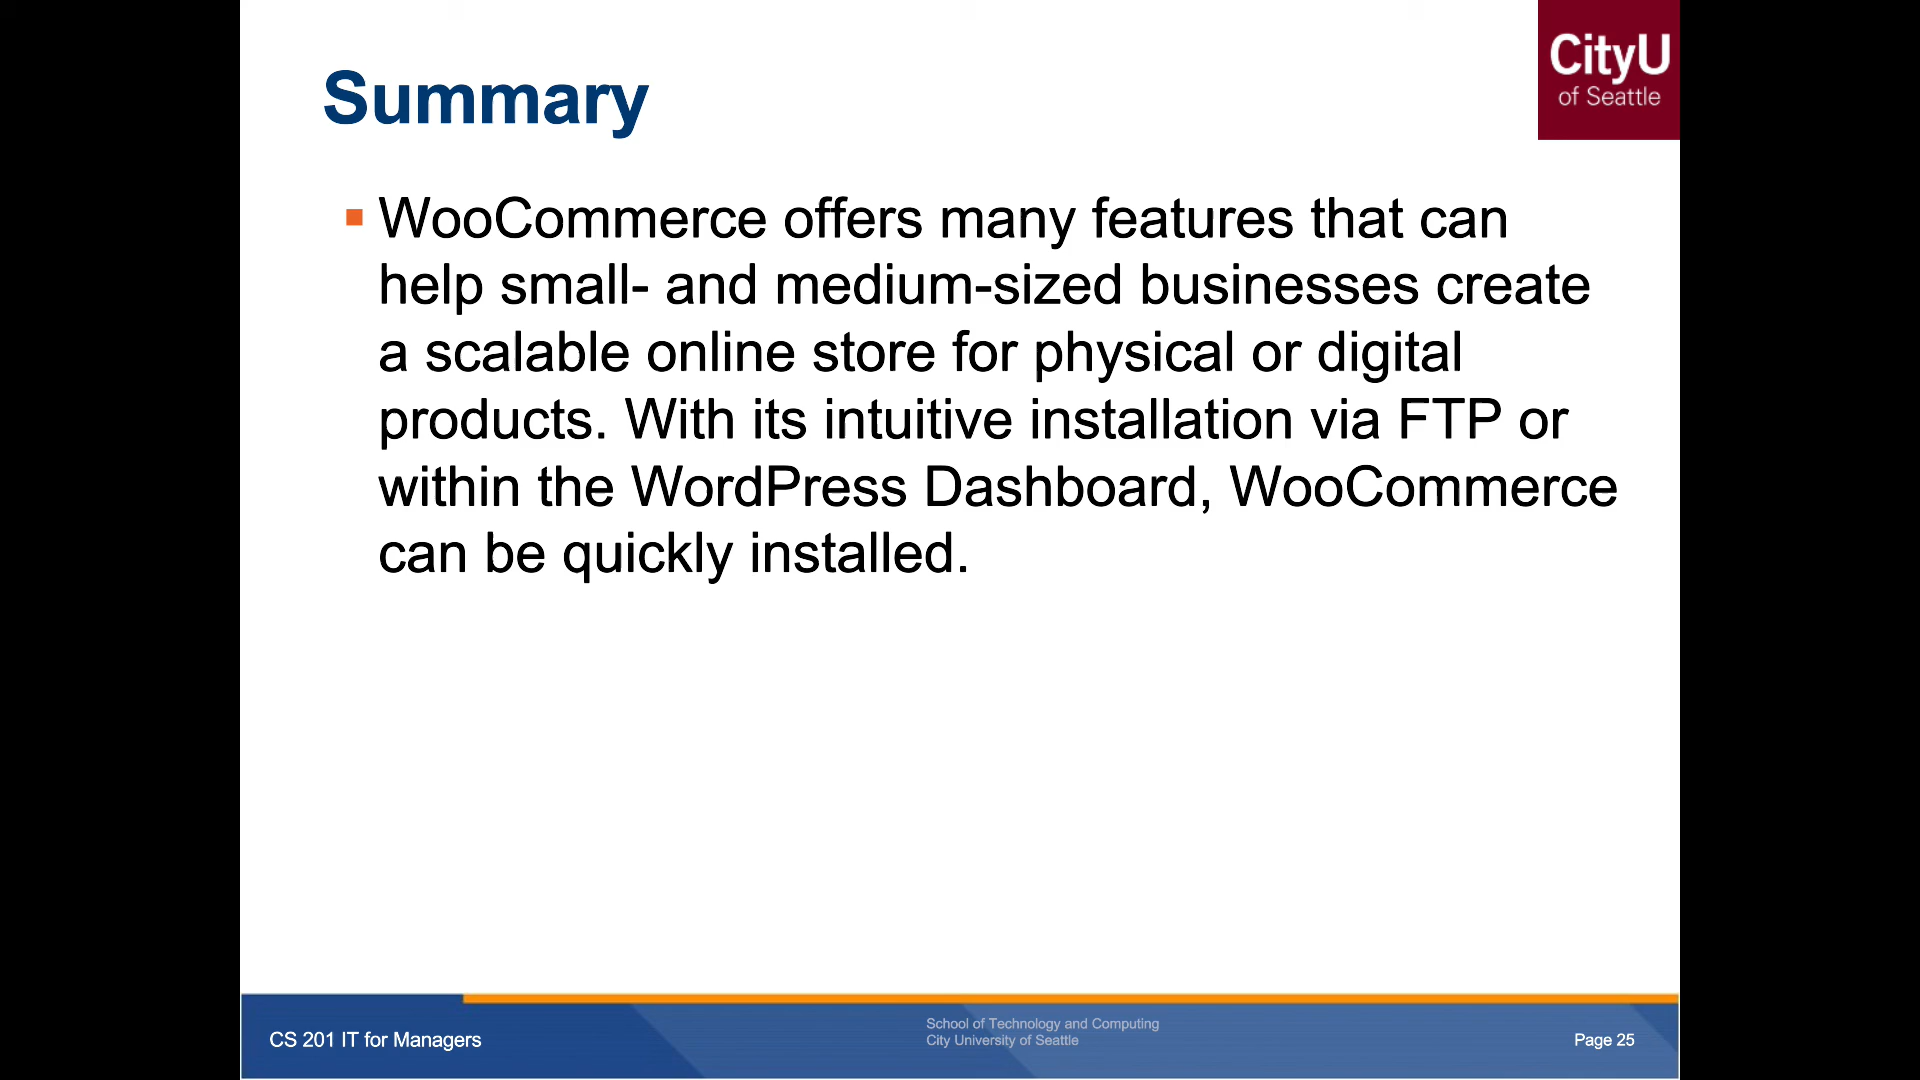 CityU
of Seattle
Summary
▪ WooCommerce offers many features that can
help small- and medium-sized businesses create
a scalable online store for physical or digital
products. With its intuitive installation via FTP or
within the WordPress Dashboard, WooCommerce
can be quickly installed.
CS 201 IT for Managers
School of Technology and Computing
City University of Seattle
Page 25